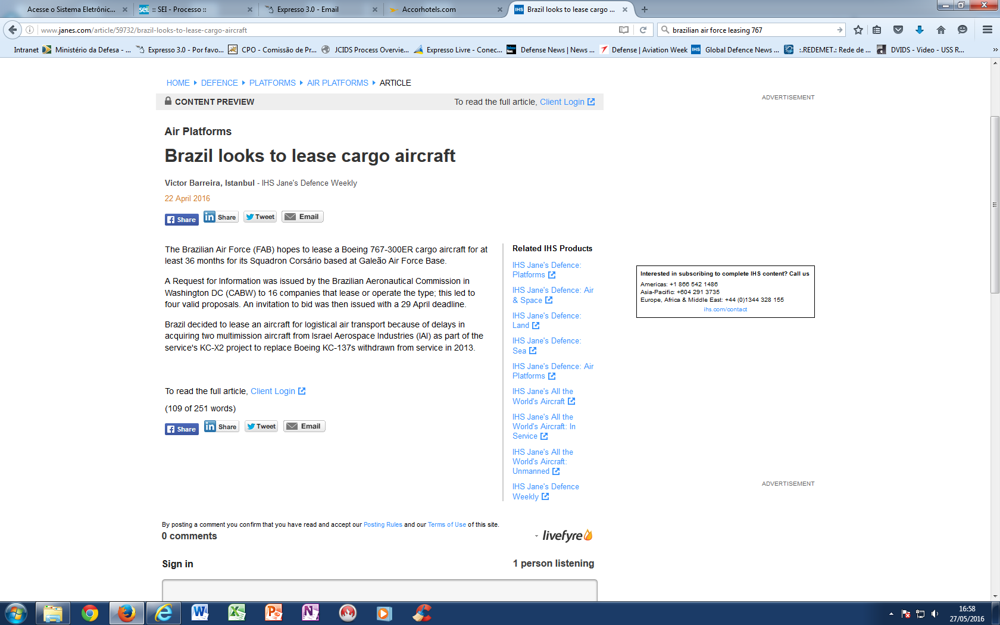 Acesse o Sistema Eletrônic...
sei. :: SEI - Processo ::
Expresso 3.0 - Email
Accorhotels.com
IHS Brazil looks to lease cargo ...
www.janes.com/article/59732/brazil-looks-to-lease-cargo-aircraft
brazilian air force leasing 767
Intranet
Ministério da Defesa - ...
Expresso 3.0 - Por favo...
CPO - Comissão de Pr...
JCIDS Process Overvie...
Expresso Livre - Conec...
Defense News | News ...
Defense | Aviation Week
IHS Global Defence News ...
:.REDEMET.: Rede de ...
DVIDS - Video - USS R...
HOME DEFENCE PLATFORMS AIR PLATFORMS ARTICLE
CONTENT PREVIEW
To read the full article, Client Login
ADVERTISEMENT
Air Platforms
Brazil looks to lease cargo aircraft
Victor Barreira, Istanbul - IHS Jane's Defence Weekly
22 April 2016
Share Share Tweet Email
The Brazilian Air Force (FAB) hopes to lease a Boeing 767-300ER cargo aircraft for at
least 36 months for its Squadron Corsário based at Galeão Air Force Base.
A Request for Information was issued by the Brazilian Aeronautical Commission in
Washington DC (CABW) to 16 companies that lease or operate the type; this led to
four valid proposals. An invitation to bid was then issued with a 29 April deadline.
Brazil decided to lease an aircraft for logistical air transport because of delays in
acquiring two multimission aircraft from Israel Aerospace Industries (IAI) as part of the
service's KC-X2 project to replace Boeing KC-137s withdrawn from service in 2013.
To read the full article, Client Login
(109 of 251 words)
Share Share Tweet Email
Related IHS Products
IHS Jane's Defence:
Platforms
IHS Jane's Defence: Air
& Space
IHS Jane's Defence:
Land
IHS Jane's Defence:
Sea
IHS Jane's Defence: Air
Platforms
IHS Jane's All the
World's Aircraft
IHS Jane's All the
World's Aircraft: In
Service
IHS Jane's All the
World's Aircraft:
Unmanned
IHS Jane's Defence
Weekly
Interested in subscribing to complete IHS content? Call us
Americas: +1 866 542 1486
Asia-Pacific: +604 291 3735
Europe, Africa & Middle East: +44 (0)1344 328 155
ihs.com/contact
ADVERTISEMENT
By posting a comment you confirm that you have read and accept our Posting Rules and our Terms of Use of this site.
0 comments
livefyre
Sign in
1 person listening
16:58
27/05/2016